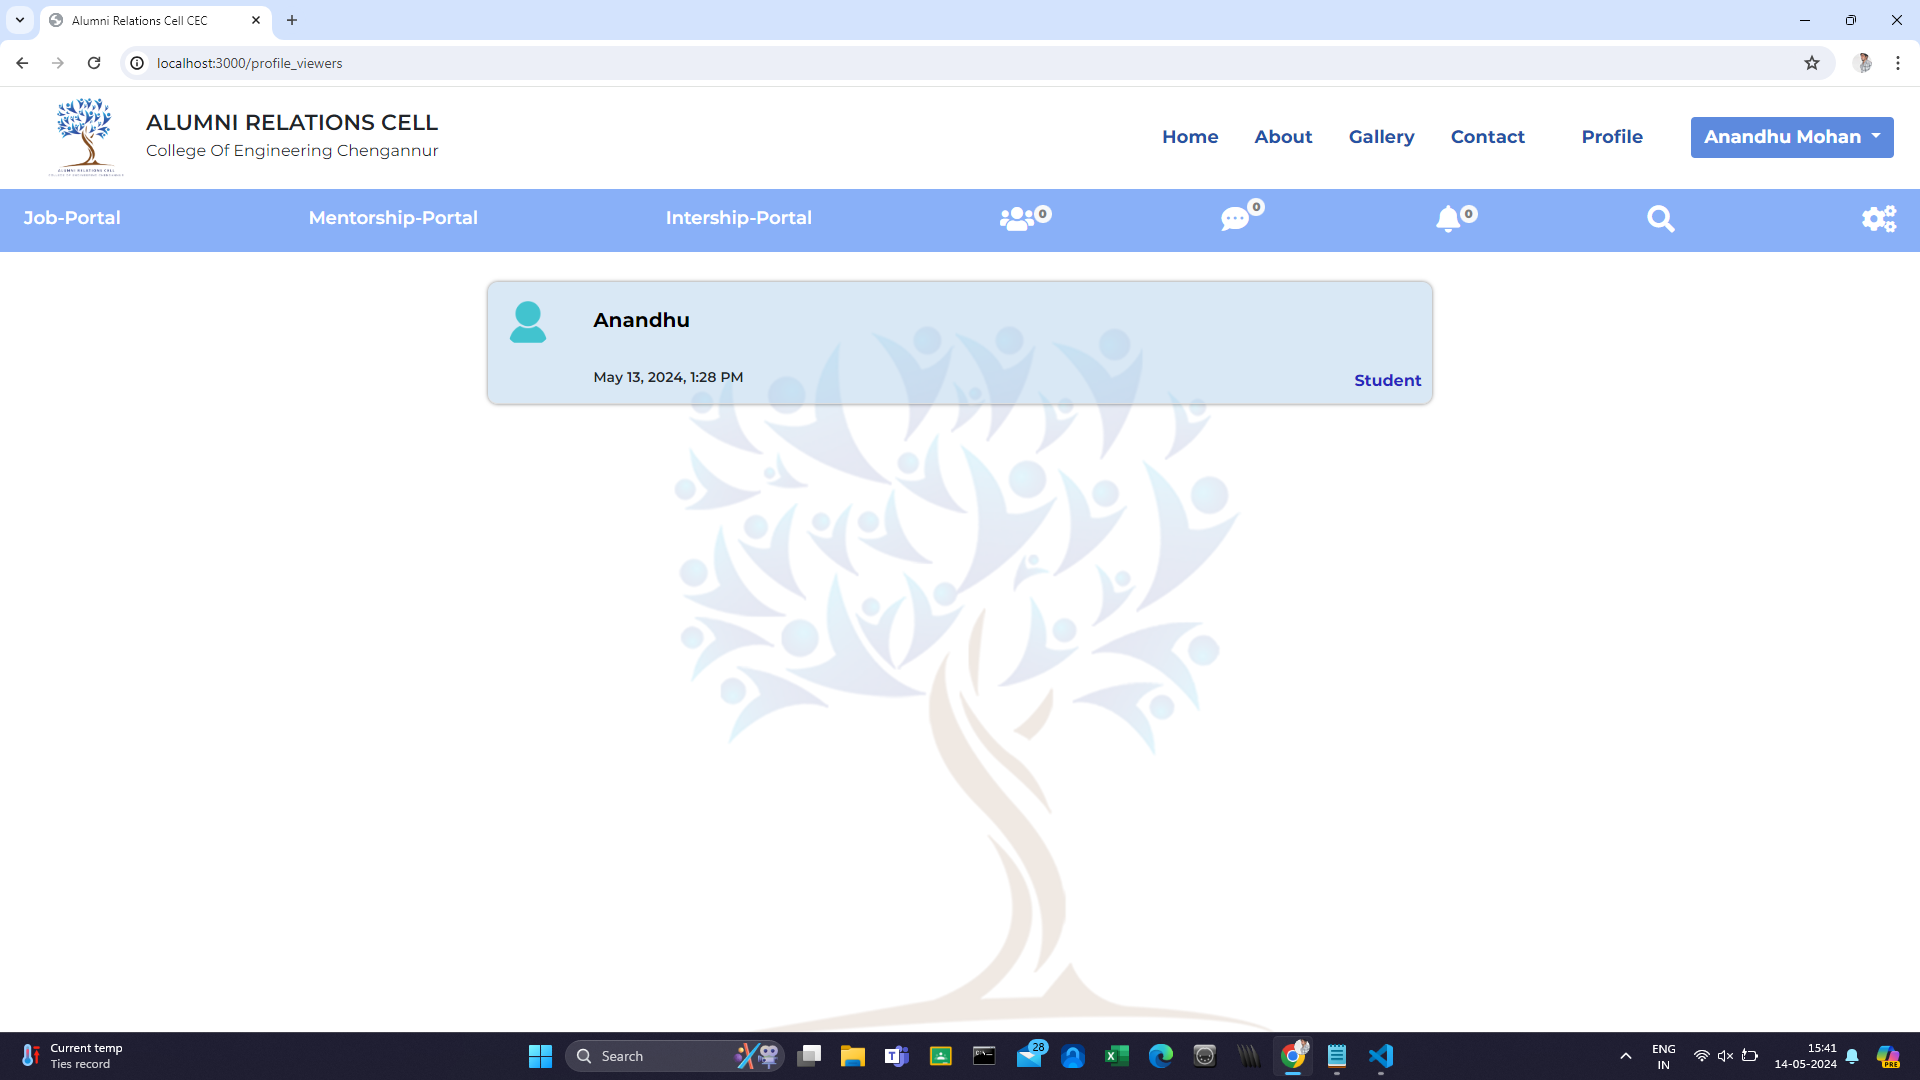 Alumni Relations Cell CEC
localhost:3000/profile_viewers
ALUMNI RELATIONS CELL
College Of Engineering Chengannur
Home About Gallery Contact Profile Anandhu Mohan
Job-Portal Mentorship-Portal Intership-Portal 0 0 0
Anandhu
May 13, 2024, 1:28 PM
Student
Current temp
Ties record
Search
28
ENG
IN
15:41
14-05-2024
PRE